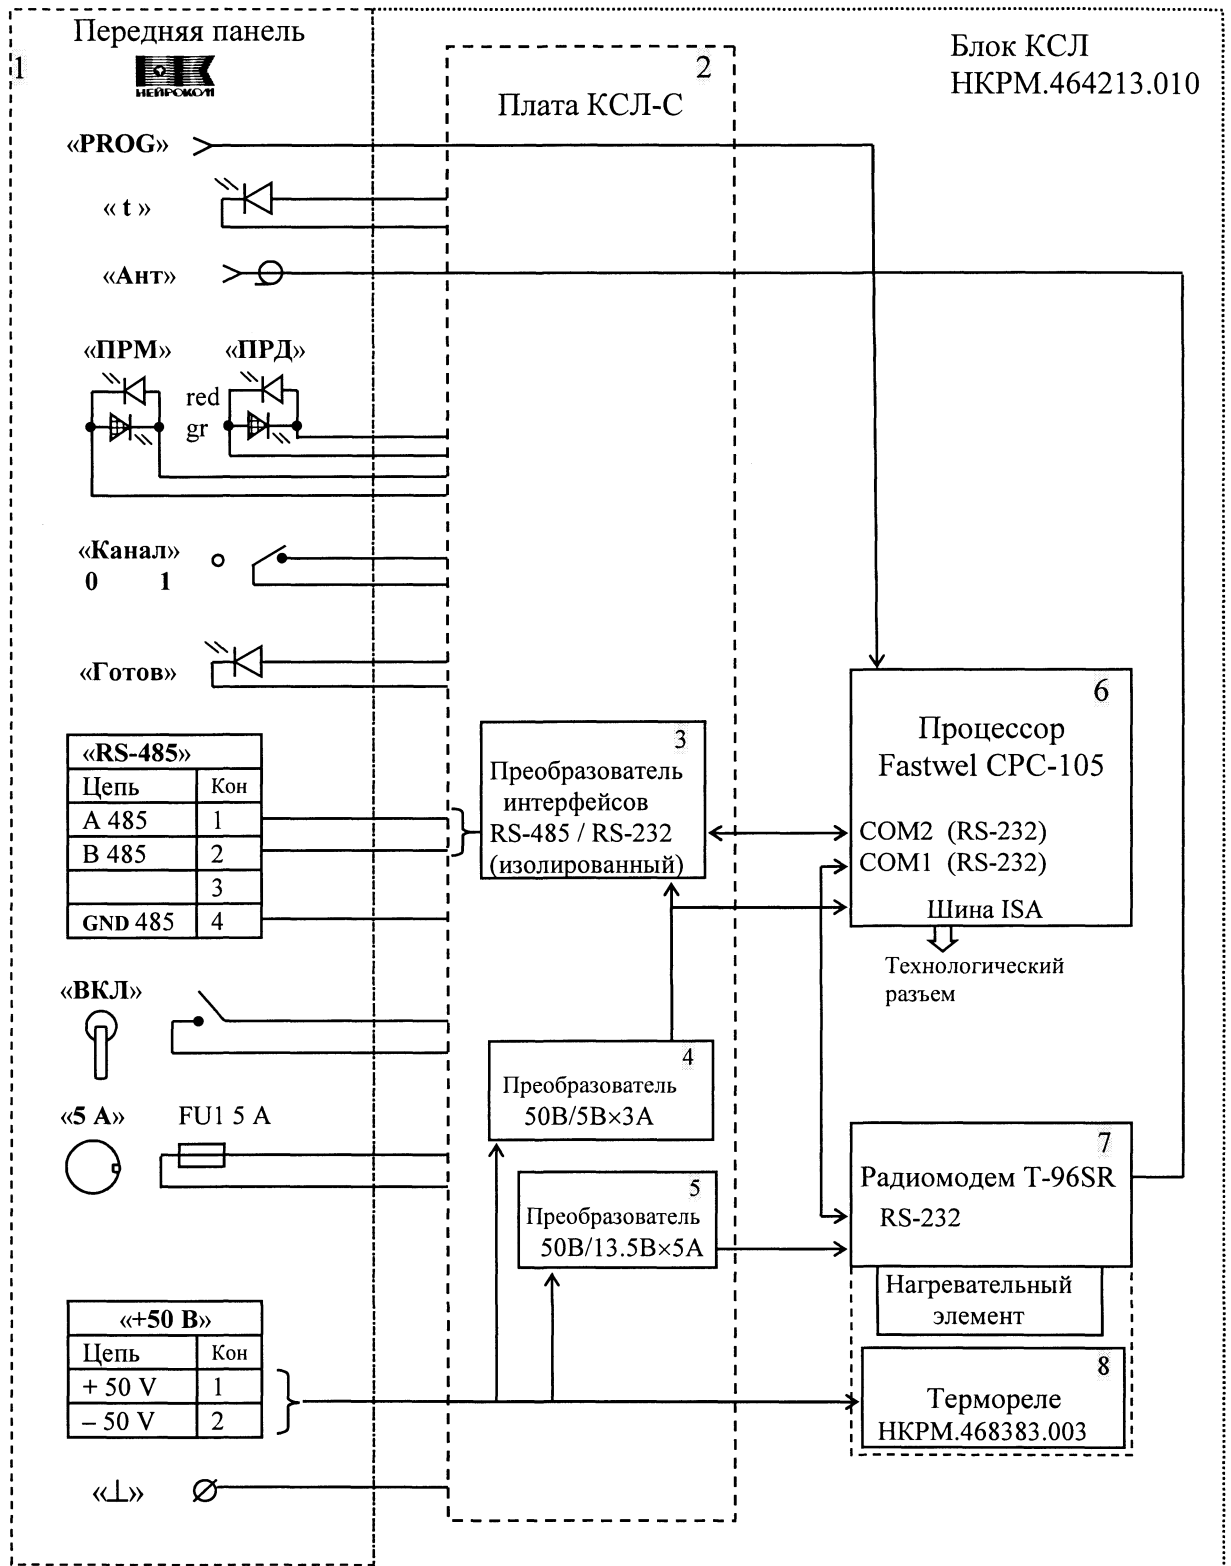 Передняя панель
1
НЕЙРОКОМ
Блок КСЛ
НКРМ.464213.010
2
Плата КСЛ-С
«PROG»
« t »
«Ант»
«ПРМ» «ПРД»
red
gr
«Канал»
0 1
«Готов»
«RS-485»
Цепь Кон
A 485 1
B 485 2
3
GND 485 4
3
Преобразователь
интерфейсов
RS-485 / RS-232
(изолированный)
6
Процессор
Fastwel CPC-105
COM2 (RS-232)
COM1 (RS-232)
Шина ISA
Технологический
разъем
«ВКЛ»
4
Преобразователь
50В/5В×3А
«5 А» FU1 5 А
5
Преобразователь
50В/13.5В×5А
7
Радиомодем T-96SR
RS-232
Нагревательный
элемент
«+50 В»
Цепь Кон
+ 50 V 1
– 50 V 2
8
Термореле
НКРМ.468383.003
«⊥»